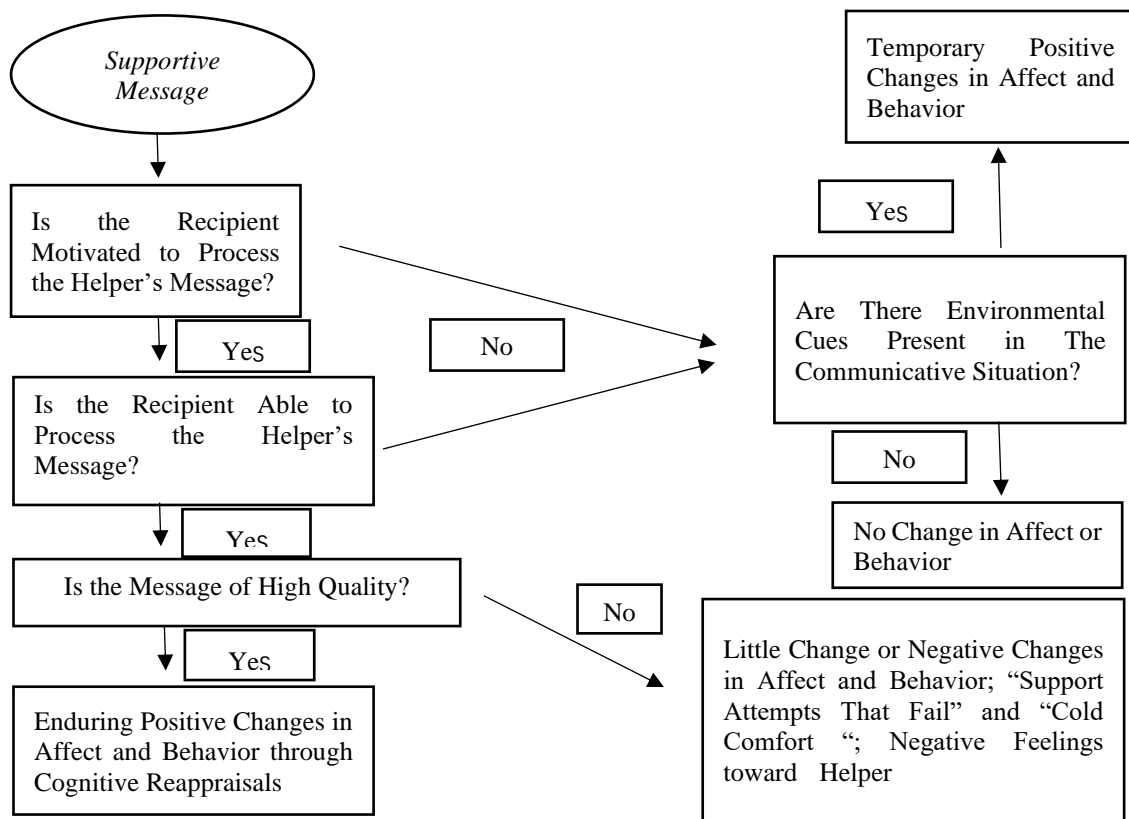 Supportive
Message
Is the Recipient
Motivated to Process
the Helper’s Message?
Yes
No
Is the Recipient Able to
Process the Helper’s
Message?
Yes
Is the Message of High Quality?
No
Yes
Enduring Positive Changes in
Affect and Behavior through
Cognitive Reappraisals
Temporary Positive
Changes in Affect and
Behavior
Yes
Are There Environmental
Cues Present in The
Communicative Situation?
No
No Change in Affect or
Behavior
Little Change or Negative Changes
in Affect and Behavior; “Support
Attempts That Fail” and “Cold
Comfort “; Negative Feelings
toward Helper